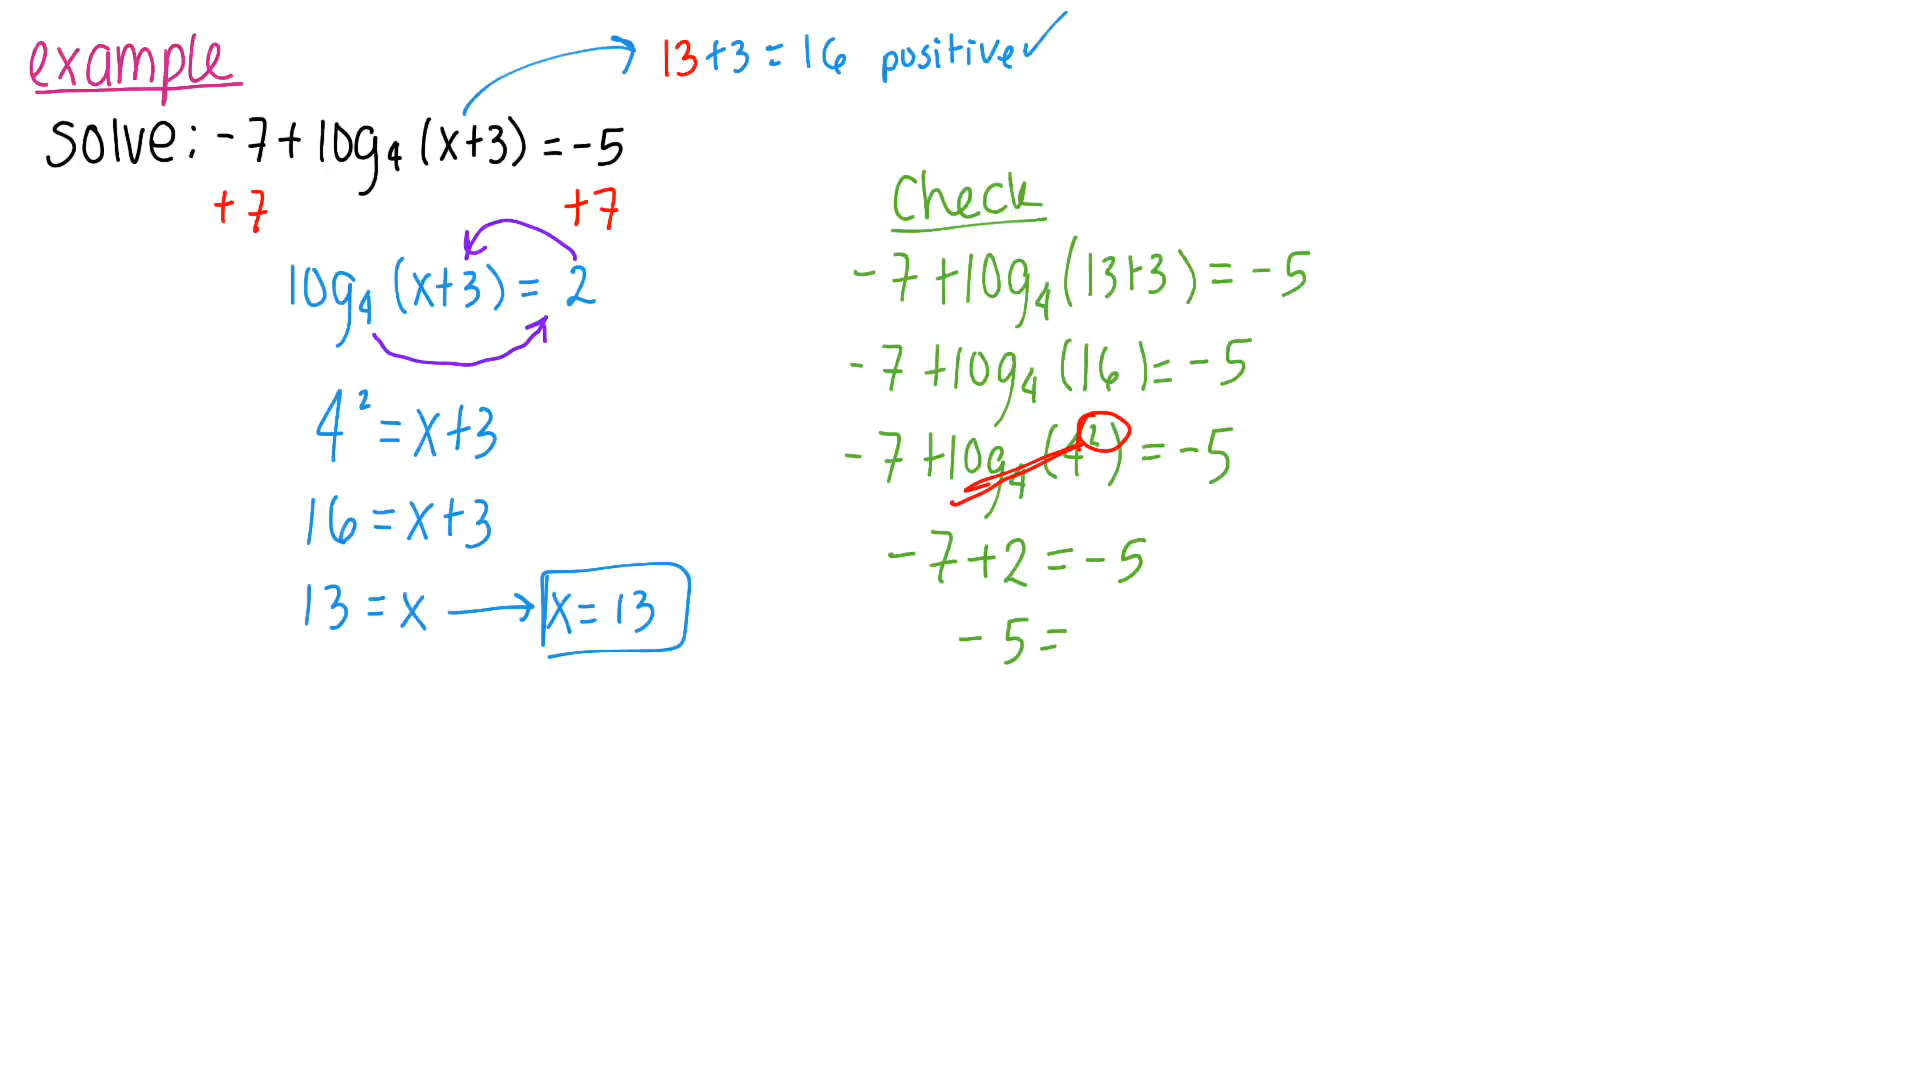 example
13+3=16 positive✓
solve: -7+log₄(x+3)=-5
+7 +7
log₄(x+3)=2
4²=x+3
16=x+3
13=x → x=13
Check
-7+log₄(13+3)=-5
-7+log₄(16)=-5
-7+log₄(4²)=-5
-7+2=-5
-5=